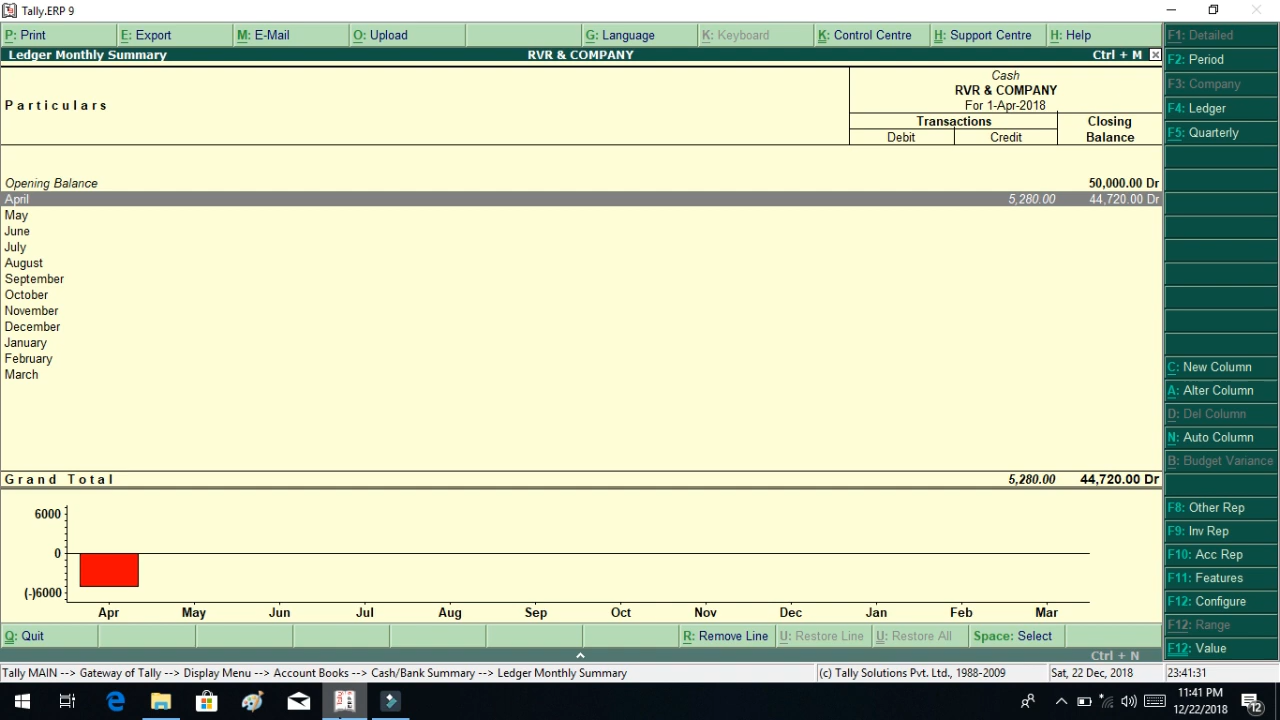 Tally.ERP 9
P: Print E: Export M: E-Mail O: Upload G: Language K: Keyboard K: Control Centre H: Support Centre H: Help
Ledger Monthly Summary RVR & COMPANY Ctrl + M
Particulars
Cash
RVR & COMPANY
For 1-Apr-2018
Transactions Closing
Debit Credit Balance
Opening Balance 50,000.00 Dr
April 5,280.00 44,720.00 Dr
May
June
July
August
September
October
November
December
January
February
March
Grand Total 5,280.00 44,720.00 Dr
6000
0
(-)6000
Apr May Jun Jul Aug Sep Oct Nov Dec Jan Feb Mar
Q: Quit R: Remove Line U: Restore Line U: Restore All Space: Select
Ctrl + N
F1: Detailed
F2: Period
F3: Company
F4: Ledger
F5: Quarterly
C: New Column
A: Alter Column
D: Del Column
N: Auto Column
B: Budget Variance
F8: Other Rep
F9: Inv Rep
F10: Acc Rep
F11: Features
F12: Configure
F12: Range
F12: Value
Tally MAIN --> Gateway of Tally --> Display Menu --> Account Books --> Cash/Bank Summary --> Ledger Monthly Summary (c) Tally Solutions Pvt. Ltd., 1988-2009 Sat, 22 Dec, 2018 23:41:31
11:41 PM
12/22/2018
12